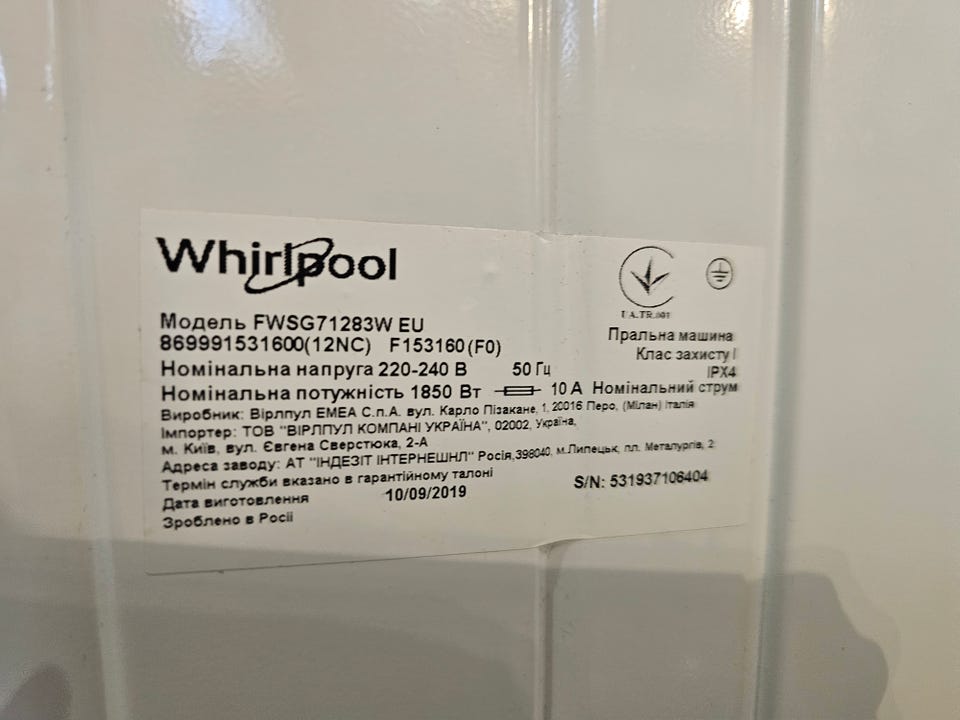 Whirlpool
UA.TR.001
Модель FWSG71283W EU
869991531600(12NC) F153160(F0)
Пральна машина
Клас захисту I
IPX4
Номінальна напруга 220-240 В 50 Гц
Номінальна потужність 1850 Вт 10 А Номінальний струм
Виробник: Вірлпул ЕМЕА С.п.А. вул. Карло Пізакане, 1, 20016 Перо, (Мілан) Італія
Імпортер: ТОВ "ВІРЛПУЛ КОМПАНІ УКРАЇНА", 02002, Україна,
м. Київ, вул. Євгена Сверстюка, 2-А
Адреса заводу: АТ "ІНДЕЗІТ ІНТЕРНЕШНЛ" Росія,398040, м.Липецьк, пл. Металургів, 2
Термін служби вказано в гарантійному талоні
Дата виготовлення 10/09/2019 S/N: 531937106404
Зроблено в Росії